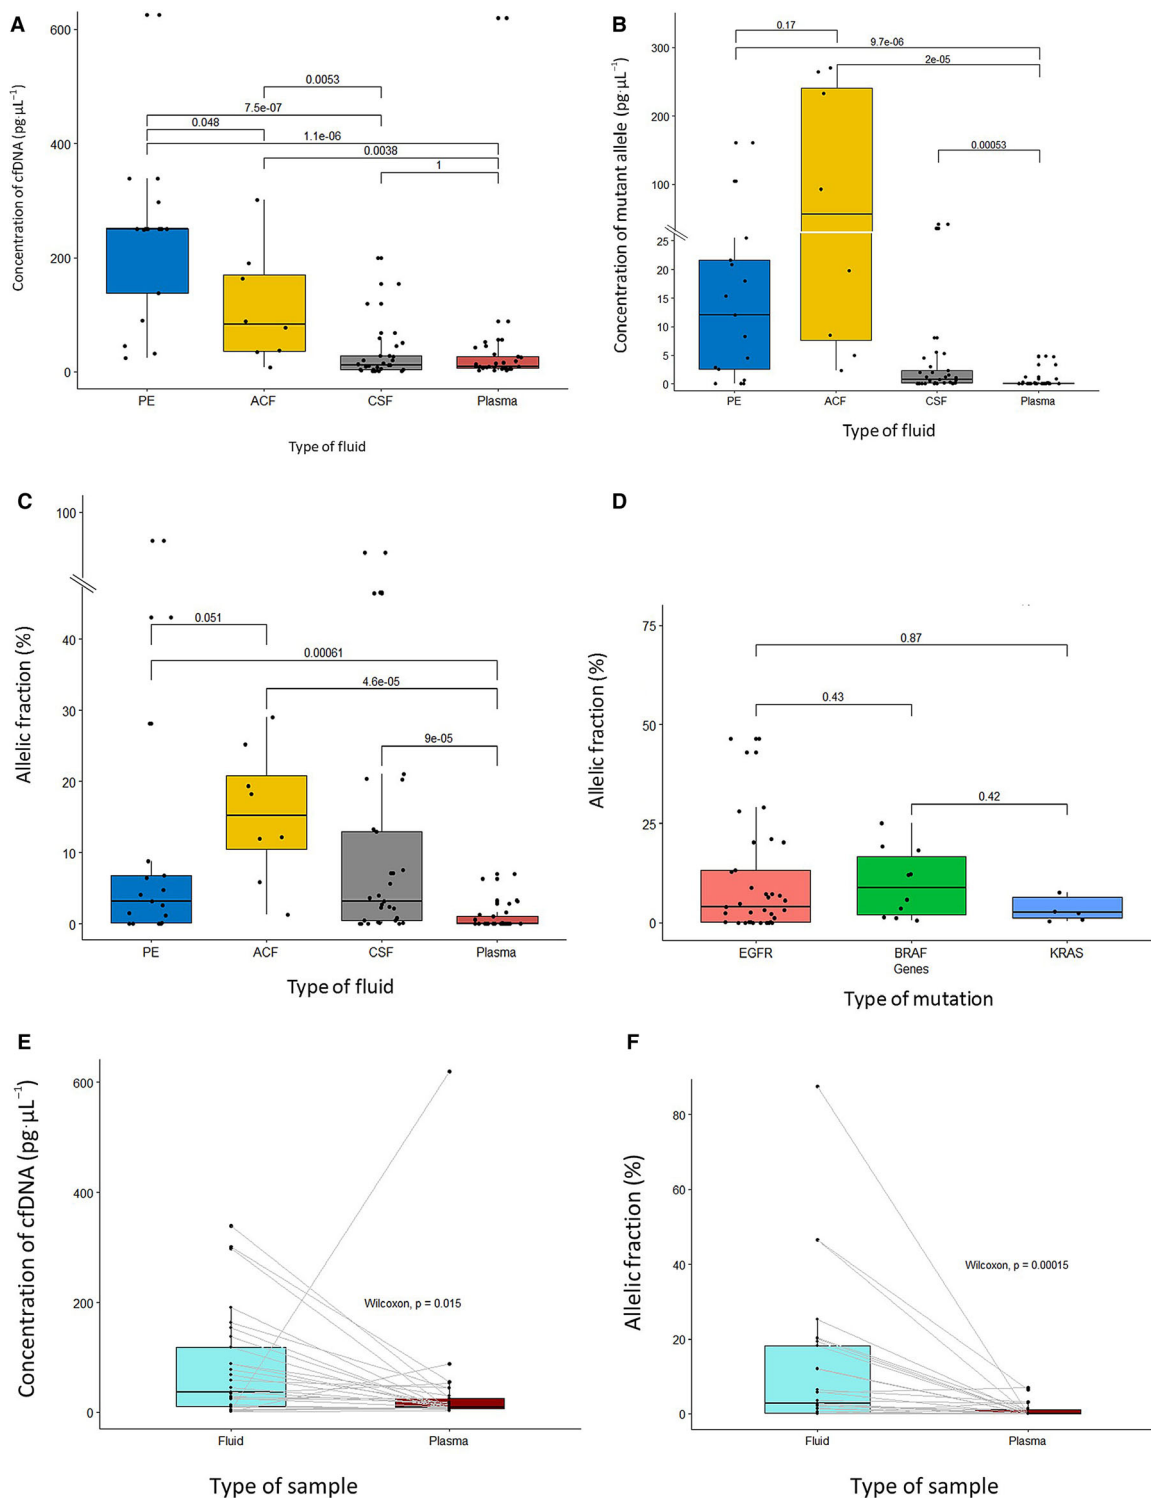 A
Concentration of cfDNA (pg·µL⁻¹)
600
400
200
0
0.0053
7.5e-07
0.048
1.1e-06
0.0038
1
PE
ACF
CSF
Plasma
Type of fluid
B
Concentration of mutant allele (pg·µL⁻¹)
300
200
100
25
20
15
10
5
0
0.17
9.7e-06
2e-05
0.00053
PE
ACF
CSF
Plasma
Type of fluid
C
Allelic fraction (%)
100
40
30
20
10
0
0.051
0.00061
4.6e-05
9e-05
PE
ACF
CSF
Plasma
Type of fluid
D
Allelic fraction (%)
75
50
25
0
0.87
0.43
0.42
EGFR
BRAF
KRAS
Genes
Type of mutation
E
Concentration of cfDNA (pg·µL⁻¹)
600
400
200
0
Wilcoxon, p = 0.015
Fluid
Plasma
Type of sample
F
Allelic fraction (%)
80
60
40
20
0
Wilcoxon, p = 0.00015
Fluid
Plasma
Type of sample